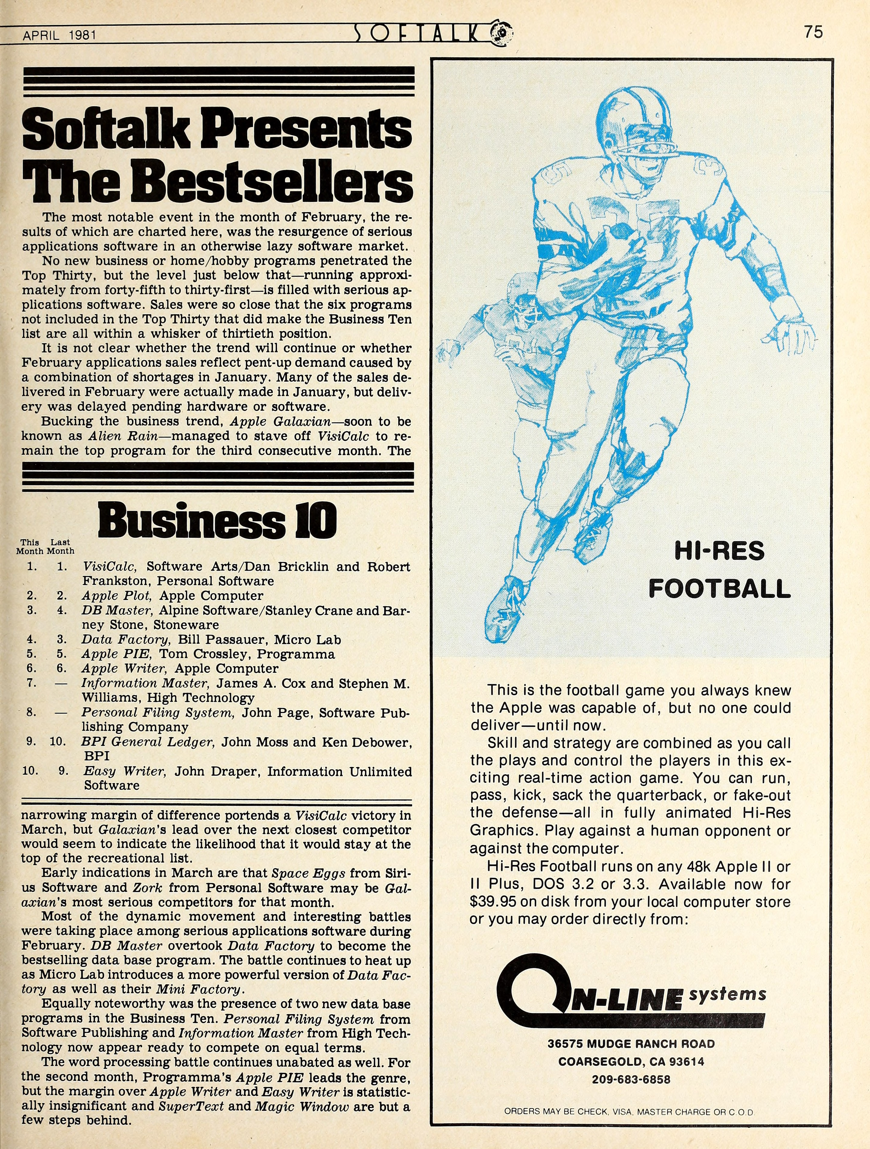 APRIL 1981
SOFTALK
75
Softalk Presents
The Bestsellers
The most notable event in the month of February, the re-
sults of which are charted here, was the resurgence of serious
applications software in an otherwise lazy software market.
No new business or home/hobby programs penetrated the
Top Thirty, but the level just below that—running approxi-
mately from forty-fifth to thirty-first—is filled with serious ap-
plications software. Sales were so close that the six programs
not included in the Top Thirty that did make the Business Ten
list are all within a whisker of thirtieth position.
It is not clear whether the trend will continue or whether
February applications sales reflect pent-up demand caused by
a combination of shortages in January. Many of the sales de-
livered in February were actually made in January, but deliv-
ery was delayed pending hardware or software.
Bucking the business trend, Apple Galaxian—soon to be
known as Alien Rain—managed to stave off VisiCalc to re-
main the top program for the third consecutive month. The
Business 10
This Last
Month Month
1. 1. VisiCalc, Software Arts/Dan Bricklin and Robert
Frankston, Personal Software
2. 2. Apple Plot, Apple Computer
3. 4. DB Master, Alpine Software/Stanley Crane and Bar-
ney Stone, Stoneware
4. 3. Data Factory, Bill Passauer, Micro Lab
5. 5. Apple PIE, Tom Crossley, Programma
6. 6. Apple Writer, Apple Computer
7. — Information Master, James A. Cox and Stephen M.
Williams, High Technology
8. — Personal Filing System, John Page, Software Pub-
lishing Company
9. 10. BPI General Ledger, John Moss and Ken Debower,
BPI
10. 9. Easy Writer, John Draper, Information Unlimited
Software
narrowing margin of difference portends a VisiCalc victory in
March, but Galaxian's lead over the next closest competitor
would seem to indicate the likelihood that it would stay at the
top of the recreational list.
Early indications in March are that Space Eggs from Siri-
us Software and Zork from Personal Software may be Gal-
axian's most serious competitors for that month.
Most of the dynamic movement and interesting battles
were taking place among serious applications software during
February. DB Master overtook Data Factory to become the
bestselling data base program. The battle continues to heat up
as Micro Lab introduces a more powerful version of Data Fac-
tory as well as their Mini Factory.
Equally noteworthy was the presence of two new data base
programs in the Business Ten. Personal Filing System from
Software Publishing and Information Master from High Tech-
nology now appear ready to compete on equal terms.
The word processing battle continues unabated as well. For
the second month, Programma's Apple PIE leads the genre,
but the margin over Apple Writer and Easy Writer is statistic-
ally insignificant and SuperText and Magic Window are but a
few steps behind.
35
HI-RES
FOOTBALL
This is the football game you always knew
the Apple was capable of, but no one could
deliver—until now.
Skill and strategy are combined as you call
the plays and control the players in this ex-
citing real-time action game. You can run,
pass, kick, sack the quarterback, or fake-out
the defense—all in fully animated Hi-Res
Graphics. Play against a human opponent or
against the computer.
Hi-Res Football runs on any 48k Apple II or
II Plus, DOS 3.2 or 3.3. Available now for
$39.95 on disk from your local computer store
or you may order directly from:
ON-LINE systems
36575 MUDGE RANCH ROAD
COARSEGOLD, CA 93614
209-683-6858
ORDERS MAY BE CHECK, VISA, MASTER CHARGE OR C.O.D.